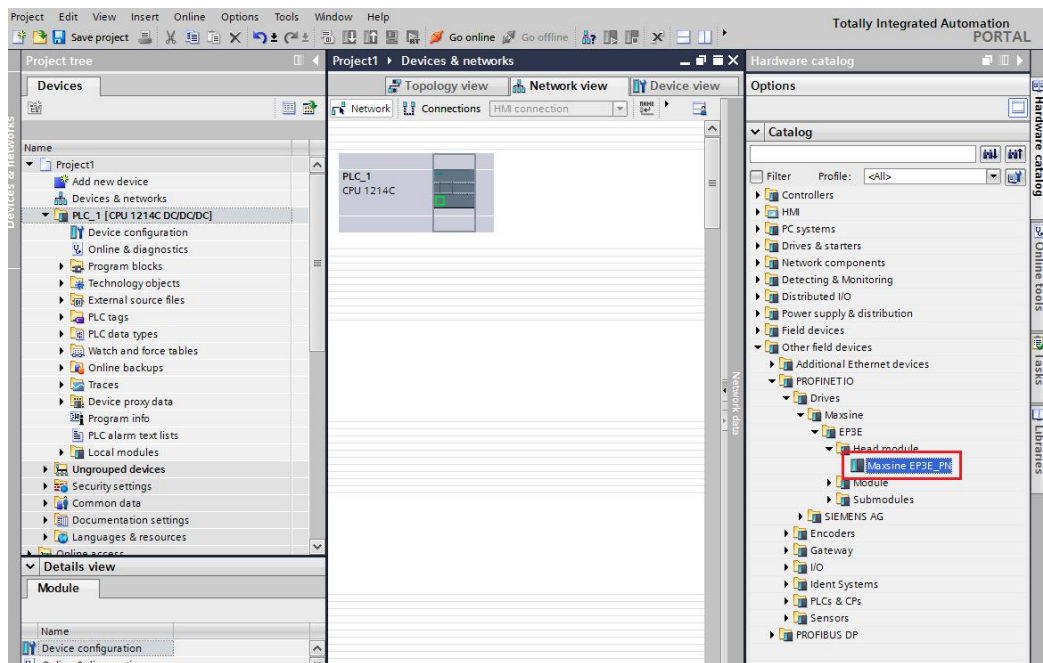 Project Edit View Insert Online Options Tools Window Help
Totally Integrated Automation
PORTAL
Save project
Go online
Go offline
Project tree
Devices
Name
Project1
Add new device
Devices & networks
PLC_1 [CPU 1214C DC/DC/DC]
Device configuration
Online & diagnostics
Program blocks
Technology objects
External source files
PLC tags
PLC data types
Watch and force tables
Online backups
Traces
Device proxy data
Program info
PLC alarm text lists
Local modules
Ungrouped devices
Security settings
Common data
Documentation settings
Languages & resources
Online access
Details view
Module
Name
Device configuration
Devices & networks
Project1 Devices & networks
Topology view
Network view
Device view
Network
Connections
HMI connection
PLC_1
CPU 1214C
Network data
Hardware catalog
Options
Catalog
Filter Profile: <All>
Controllers
HMI
PC systems
Drives & starters
Network components
Detecting & Monitoring
Distributed I/O
Power supply & distribution
Field devices
Other field devices
Additional Ethernet devices
PROFINET IO
Drives
Maxsine
EP3E
Head module
Maxsine EP3E_PN
Module
Submodules
SIEMENS AG
Encoders
Gateway
I/O
Ident Systems
PLCs & CPs
Sensors
PROFIBUS DP
Hardware catalog
Online tools
Tasks
Libraries